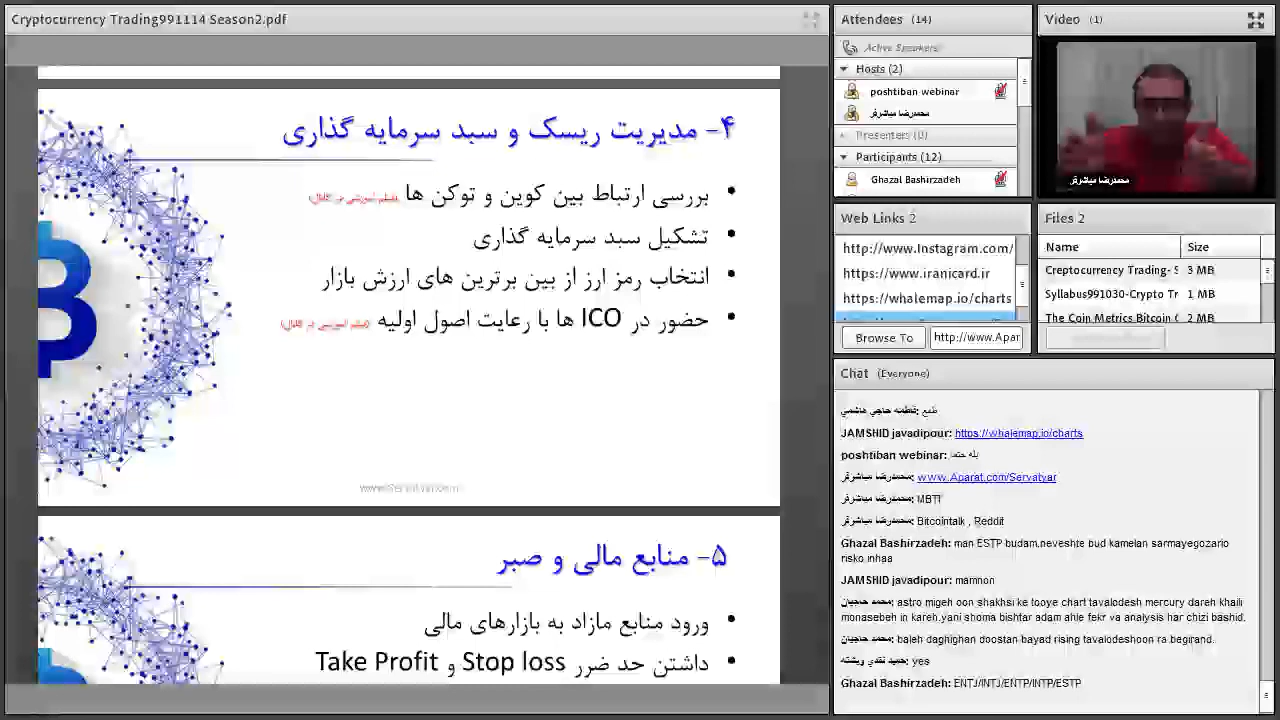 Cryptocurrency Trading991114 Season2.pdf
۴- مدیریت ریسک و سبد سرمایه گذاری
بررسی ارتباط بین کوین و توکن ها
تشکیل سبد سرمایه گذاری
انتخاب رمز ارز از بین برترین های ارزش بازار
حضور در ICO ها با رعایت اصول اولیه
۵- منابع مالی و صبر
ورود منابع مازاد به بازارهای مالی
داشتن حد ضرر Stop loss و Take Profit
Attendees (14)
Active Speakers
Hosts (2)
poshtiban webinar
محمدرضا مباشرفر
Presenters (0)
Participants (12)
Ghazal Bashirzadeh
Video (1)
محمدرضا مباشرفر
Web Links 2
http://www.Instagram.com/
https://www.iranicard.ir
https://whalemap.io/charts
Browse To
http://www.Apar
Files 2
Name Size
Creptocurrency Trading- S 3 MB
Syllabus991030-Crypto Tr 1 MB
The Coin Metrics Bitcoin 2 MB
Chat (Everyone)
فاطمه حاجي هاشمي: طمع
JAMSHID javadipour: https://whalemap.io/charts
poshtiban webinar: بله حتما
محمدرضا مباشرفر: www.Aparat.com/Servatyar
محمدرضا مباشرفر: MBTI
محمدرضا مباشرفر: Bitcointalk , Reddit
Ghazal Bashirzadeh: man ESTP budam,neveshte bud kamelan sarmayegozario
risko inhaa
JAMSHID javadipour: mamnon
محمد حاجیان: astro migeh oon shakhsi ke tooye chart tavalodesh mercury dareh khaili
monasebeh in kareh.yani shoma bishtar adam ahle fekr va analysis har chizi bashid.
محمد حاجیان: baleh daghighan doostan bayad rising tavalodeshoon ra begirand.
yes
Ghazal Bashirzadeh: ENTJ/INTJ/ENTP/INTP/ESTP